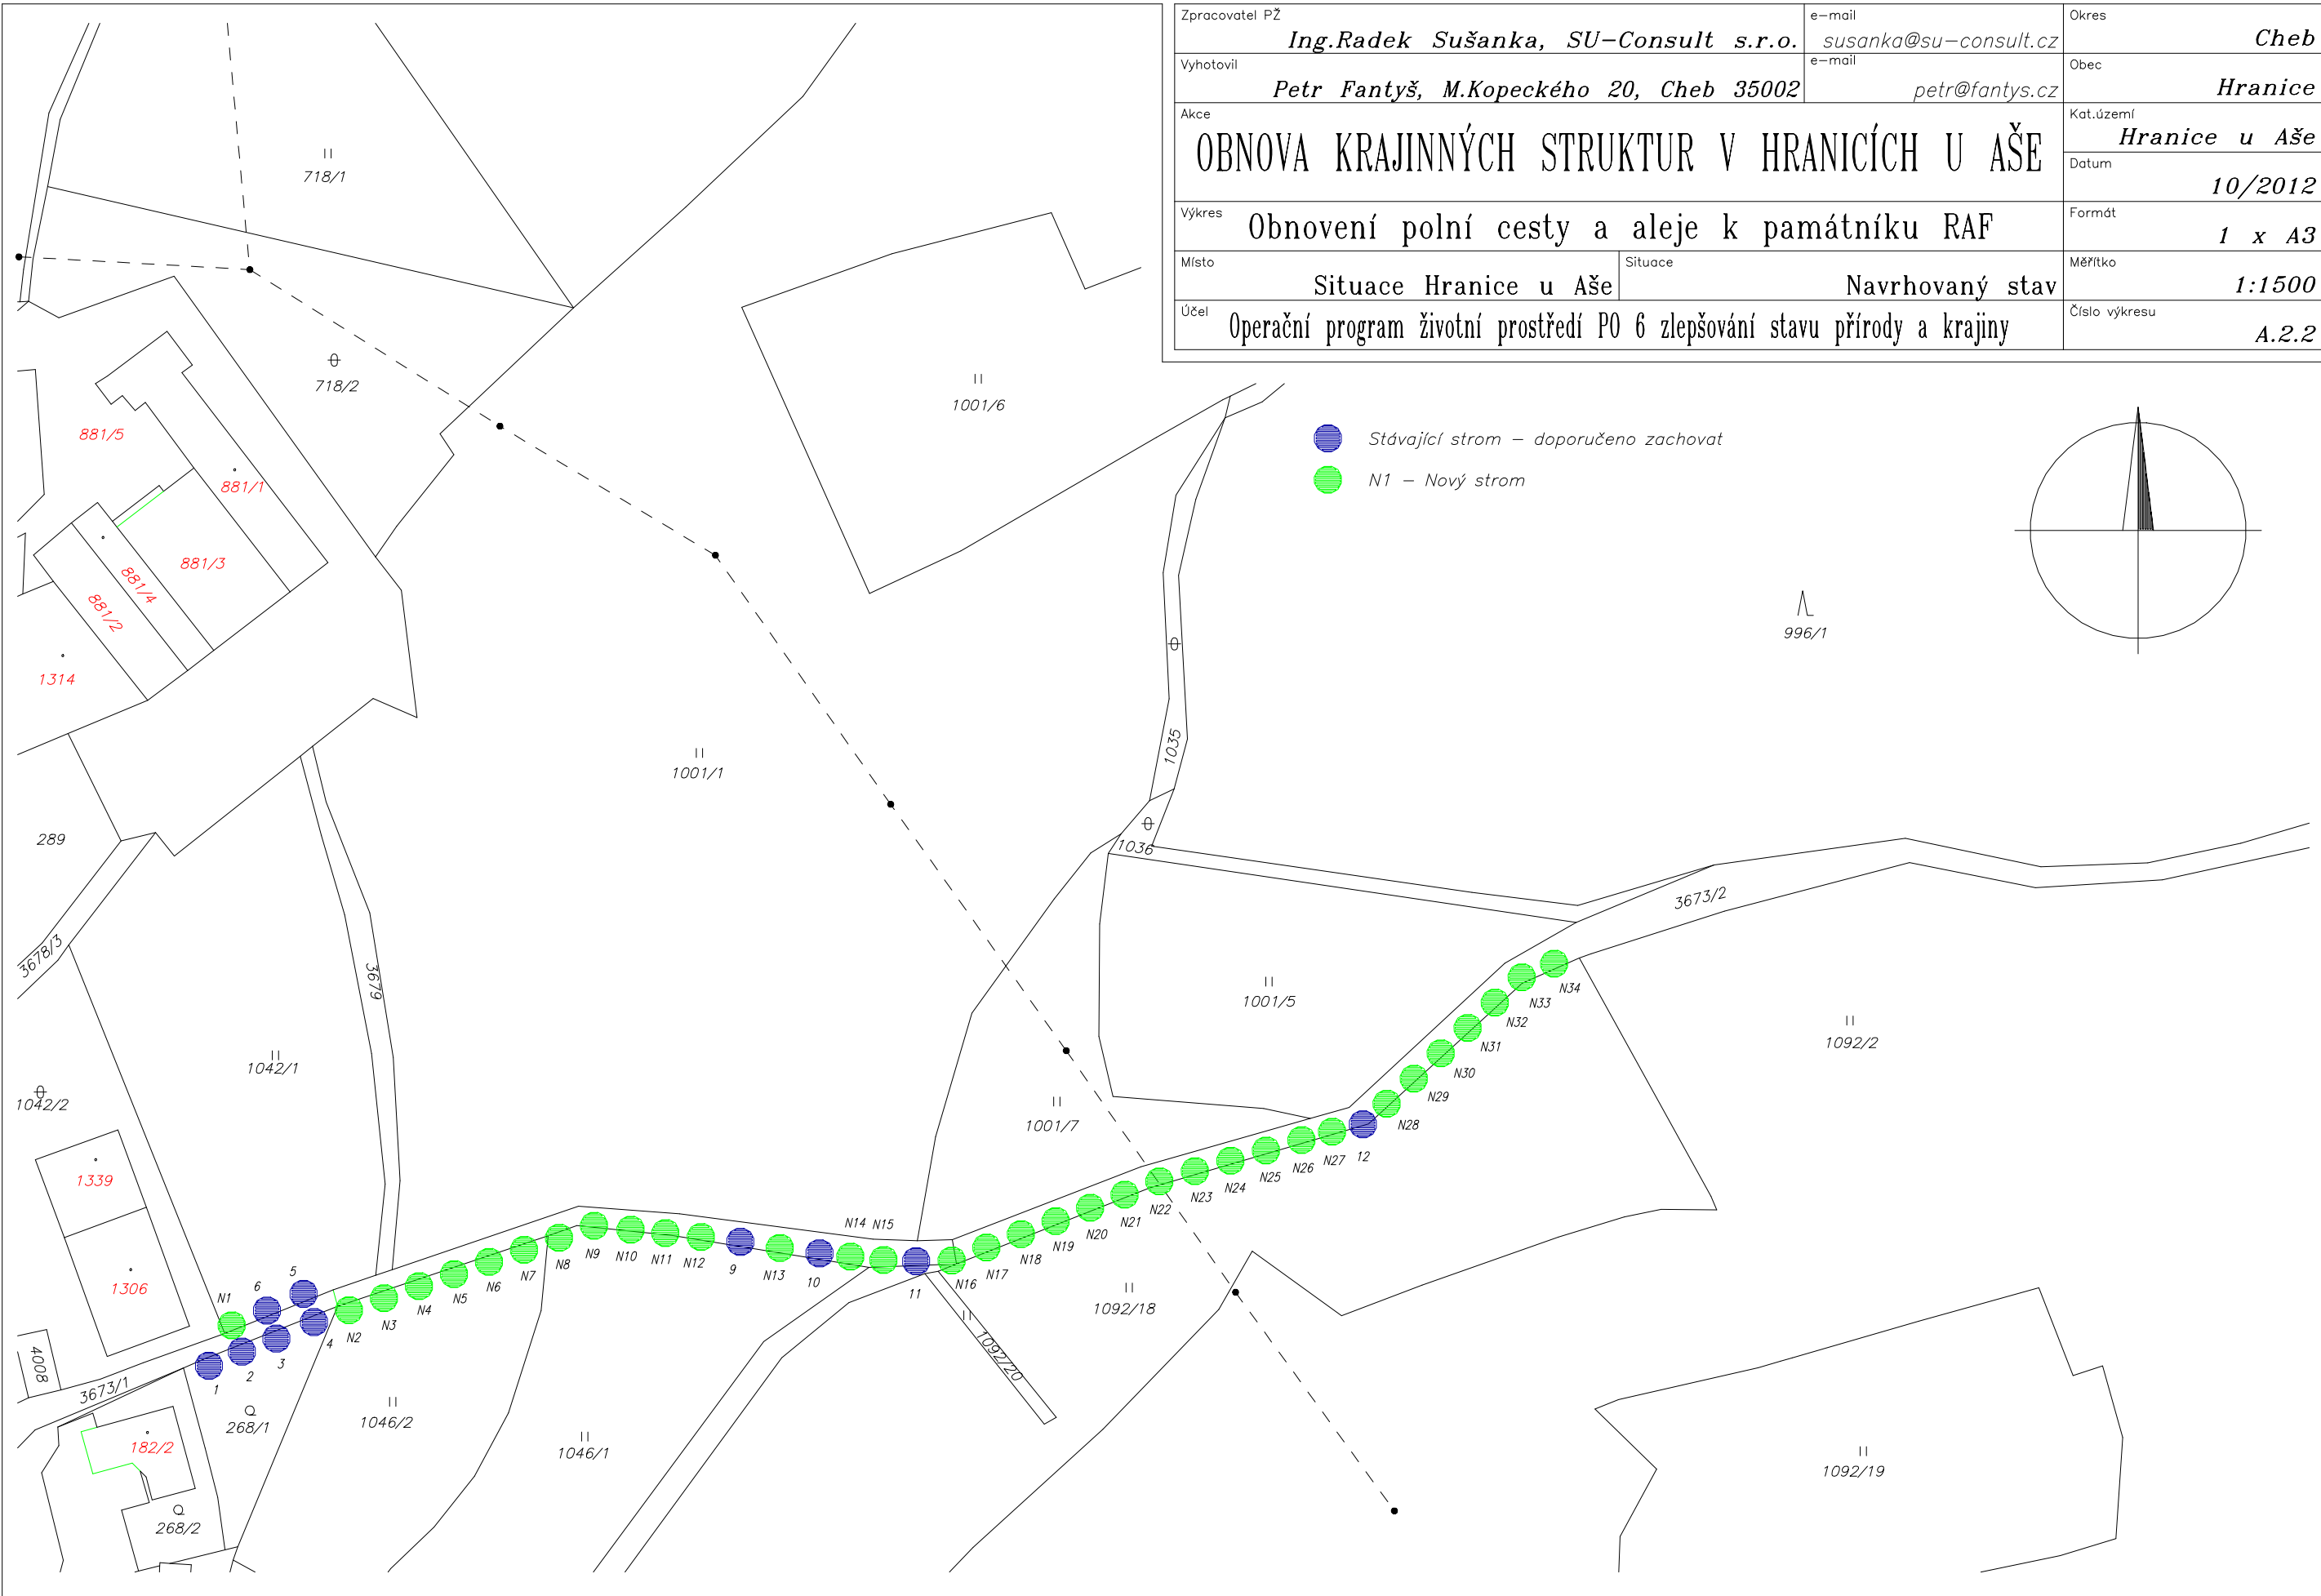 Zpracovatel PŽ
Ing.Radek Sušanka, SU-Consult s.r.o.
e-mail
susanka@su-consult.cz
Okres
Cheb
Vyhotovil
Petr Fantyš, M.Kopeckého 20, Cheb 35002
e-mail
petr@fantys.cz
Obec
Hranice
Akce
OBNOVA KRAJINNÝCH STRUKTUR V HRANICÍCH U AŠE
Kat.území
Hranice u Aše
Datum
10/2012
Výkres
Obnovení polní cesty a aleje k památníku RAF
Formát
1 x A3
Místo
Situace Hranice u Aše
Situace
Navrhovaný stav
Měřítko
1:1500
Účel
Operační program životní prostředí PO 6 zlepšování stavu přírody a krajiny
Číslo výkresu
A.2.2
Stávající strom – doporučeno zachovat
N1 – Nový strom
718/1
718/2
1001/6
881/5
881/1
881/3
881/4
881/2
1314
996/1
1035
1001/1
289
1036
3678/3
3679
3673/2
1001/5
1092/2
1042/1
1042/2
1001/7
1339
1306
4008
3673/1
268/1
182/2
268/2
1046/2
1046/1
1092/18
1092/20
1092/19
N1
6
5
1
2
3
4
N2
N3
N4
N5
N6
N7
N8
N9
N10
N11
N12
9
N13
10
N14
N15
11
N16
N17
N18
N19
N20
N21
N22
N23
N24
N25
N26
N27
12
N28
N29
N30
N31
N32
N33
N34